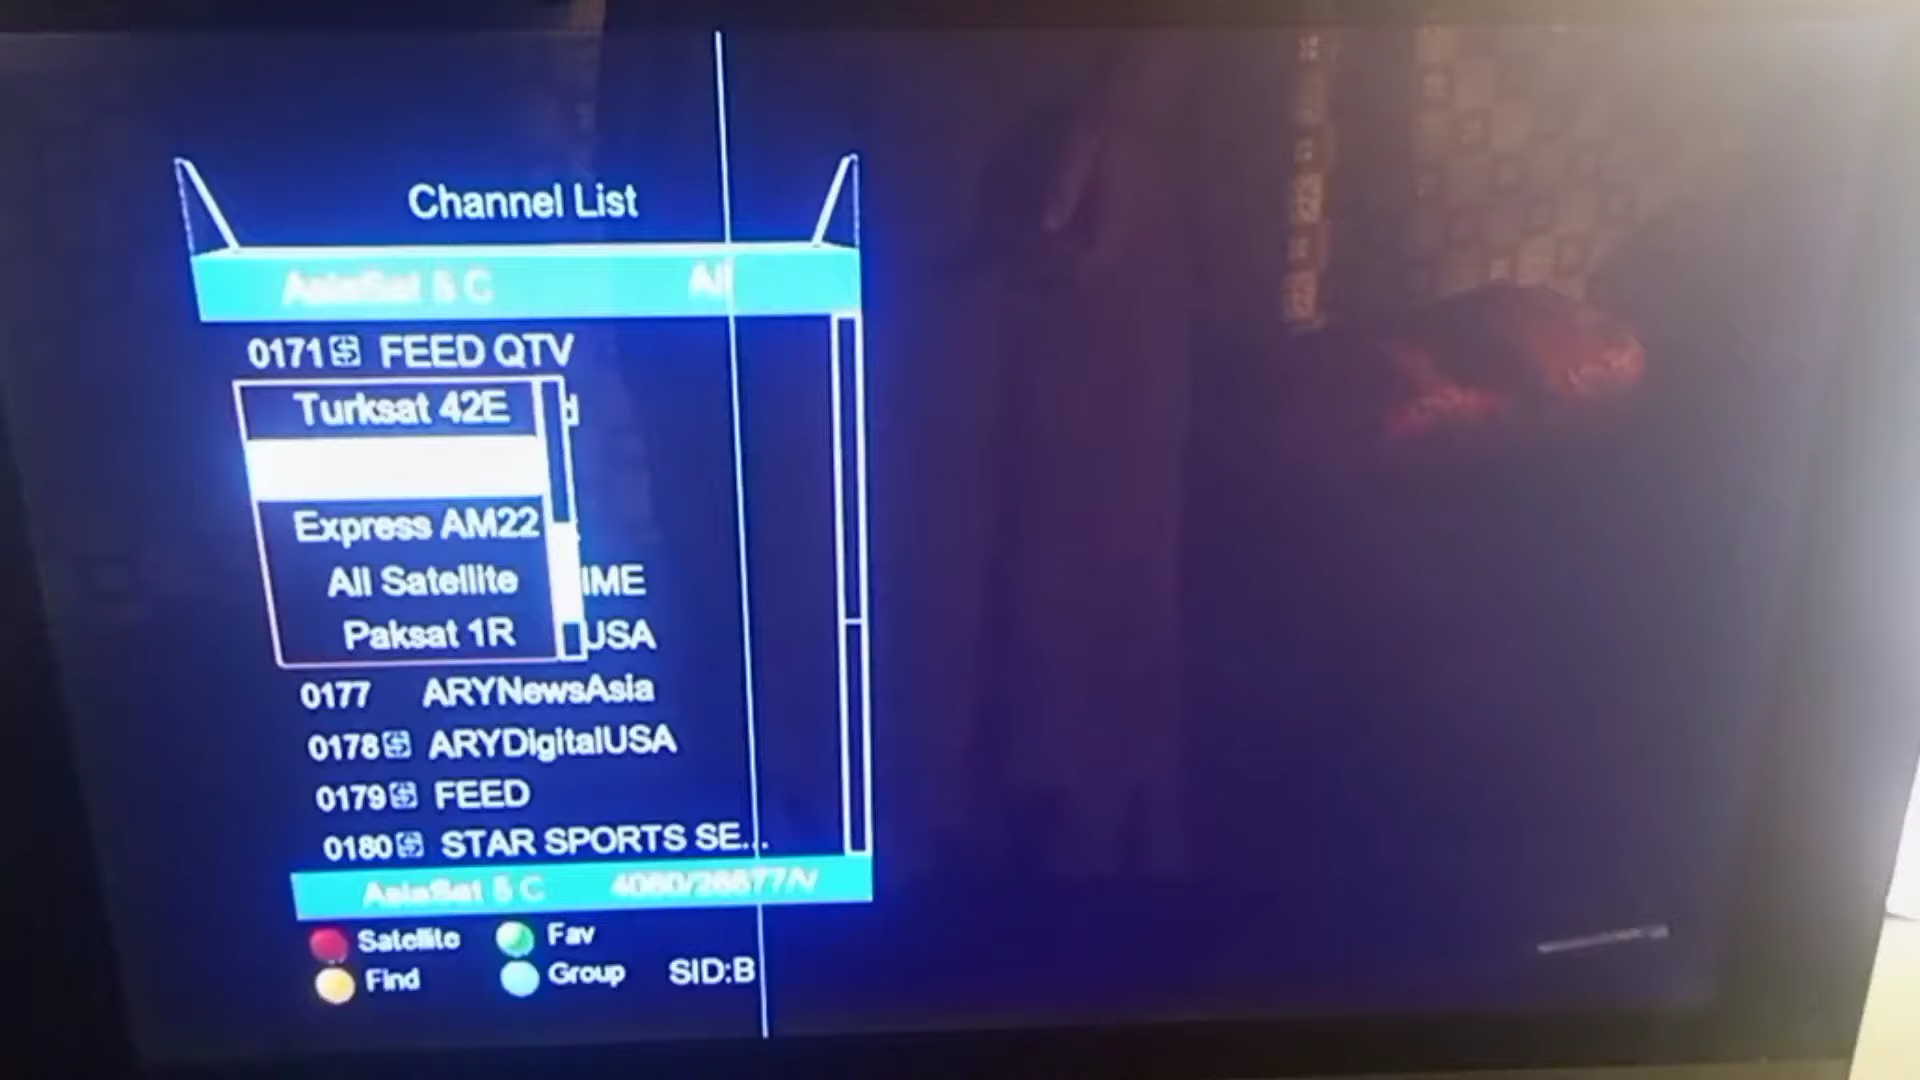 Channel List
AsiaSat 5 C All
0171 FEED QTV
Turksat 42E d
Express AM22
All Satellite IME
Paksat 1R USA
0177 ARYNewsAsia
0178 ARYDigitalUSA
0179 FEED
0180 STAR SPORTS SE...
AsiaSat 5 C
Satellite Fav
Find Group SID:B